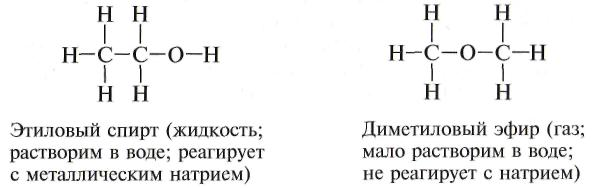 H H
H–C–C–O–H
H H
Этиловый спирт (жидкость;
растворим в воде; реагирует
с металлическим натрием)
H H
H–C–O–C–H
H H
Диметиловый эфир (газ;
мало растворим в воде;
не реагирует с натрием)